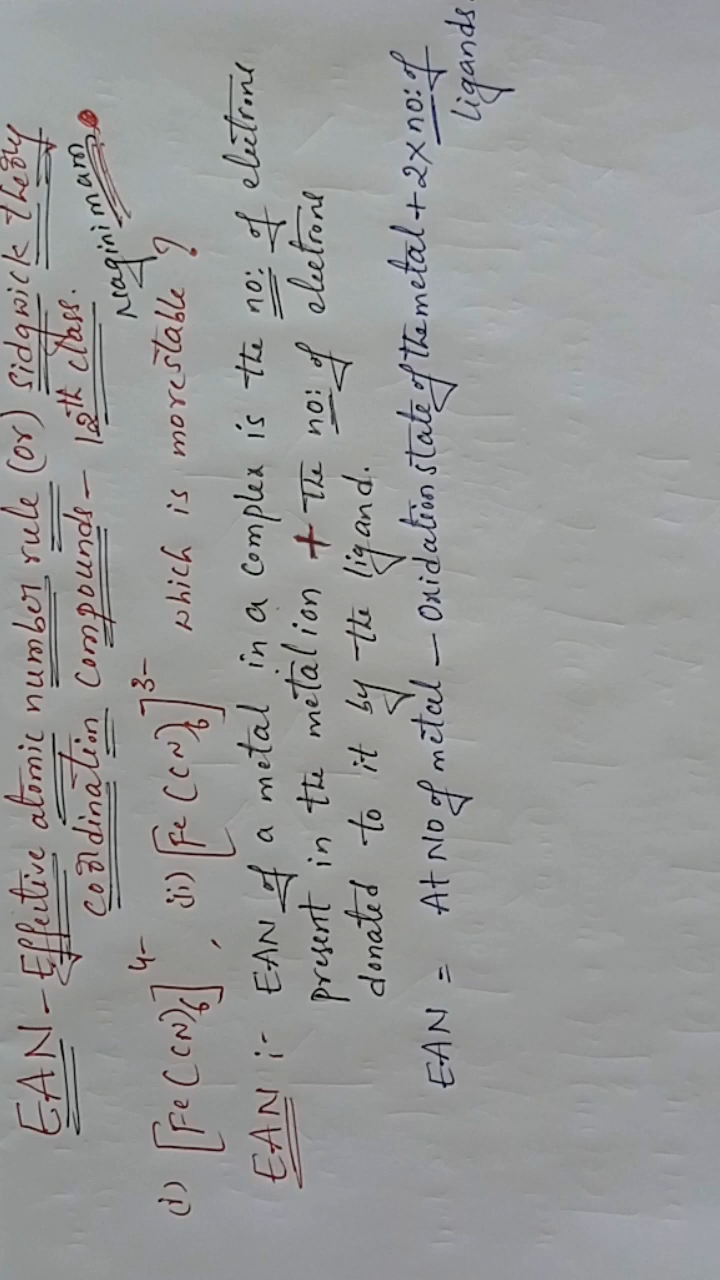 EAN - Effective atomic number rule (or) Sidgwick theory
coordination compounds - 12th class.
Nagini mam
(i) [Fe(CN)6]4-, (ii) [Fe(CN)6]3- which is more stable?
EAN :- EAN of a metal in a complex is the no: of electrons
present in the metal ion + The no: of electrons
donated to it by the ligand.
EAN = At NO of metal - Oxidation state of the metal + 2 x no: of
ligands.